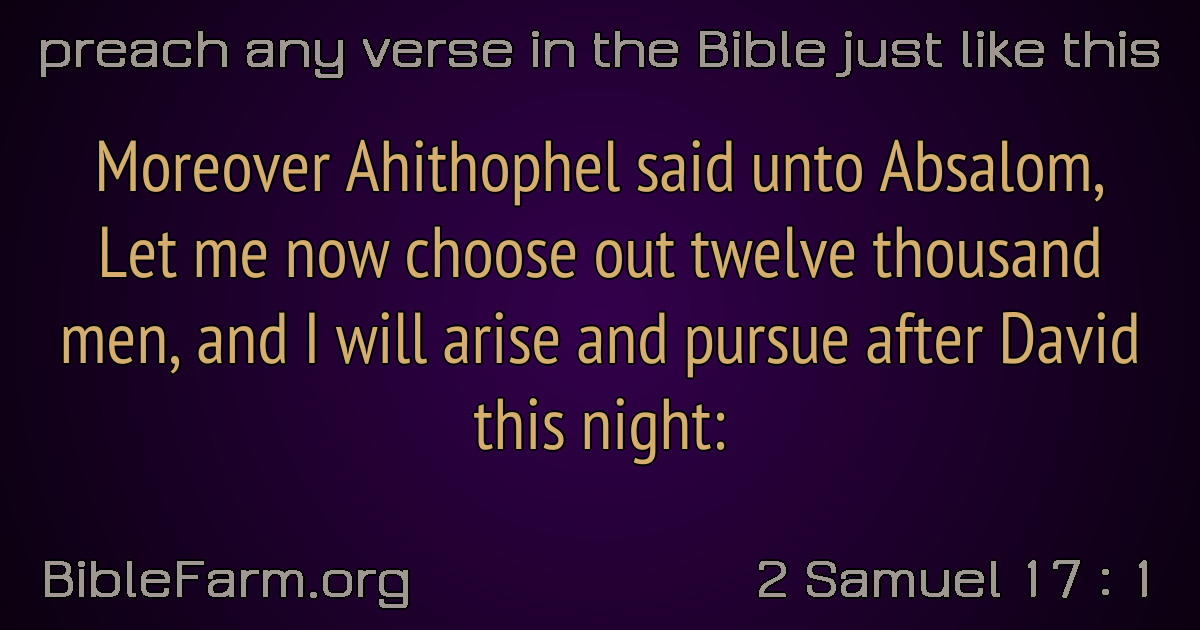 preach any verse in the Bible just like this
Moreover Ahithophel said unto Absalom,
Let me now choose out twelve thousand
men, and I will arise and pursue after David
this night:
BibleFarm.org
2 Samuel 17 : 1